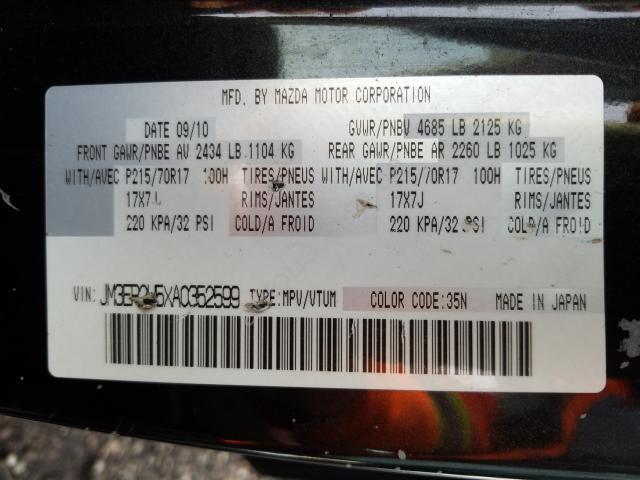 MFD. BY MAZDA MOTOR CORPORATION
DATE 09/10 GVWR/PNBV 4685 LB 2125 KG
FRONT GAWR/PNBE AV 2434 LB 1104 KG REAR GAWR/PNBE AR 2260 LB 1025 KG
WITH/AVEC P215/70R17 100H TIRES/PNEUS WITH/AVEC P215/70R17 100H TIRES/PNEUS
17X7J RIMS/JANTES 17X7J RIMS/JANTES
220 KPA/32 PSI COLD/A FROID 220 KPA/32 PSI COLD/A FROID
VIN: TYPE:MPV/VTUM COLOR CODE:35N MADE IN JAPAN